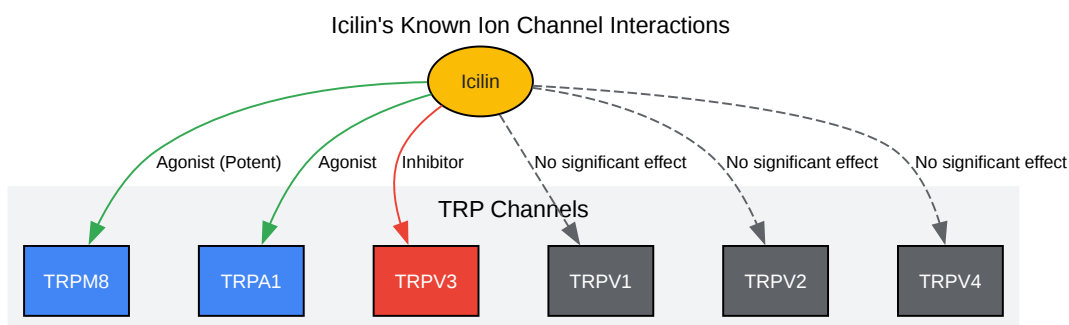 Icilin's Known Ion Channel Interactions
Icilin
Agonist (Potent)
Agonist
Inhibitor
No significant effect
No significant effect
No significant effect
TRP Channels
TRPM8
TRPA1
TRPV3
TRPV1
TRPV2
TRPV4